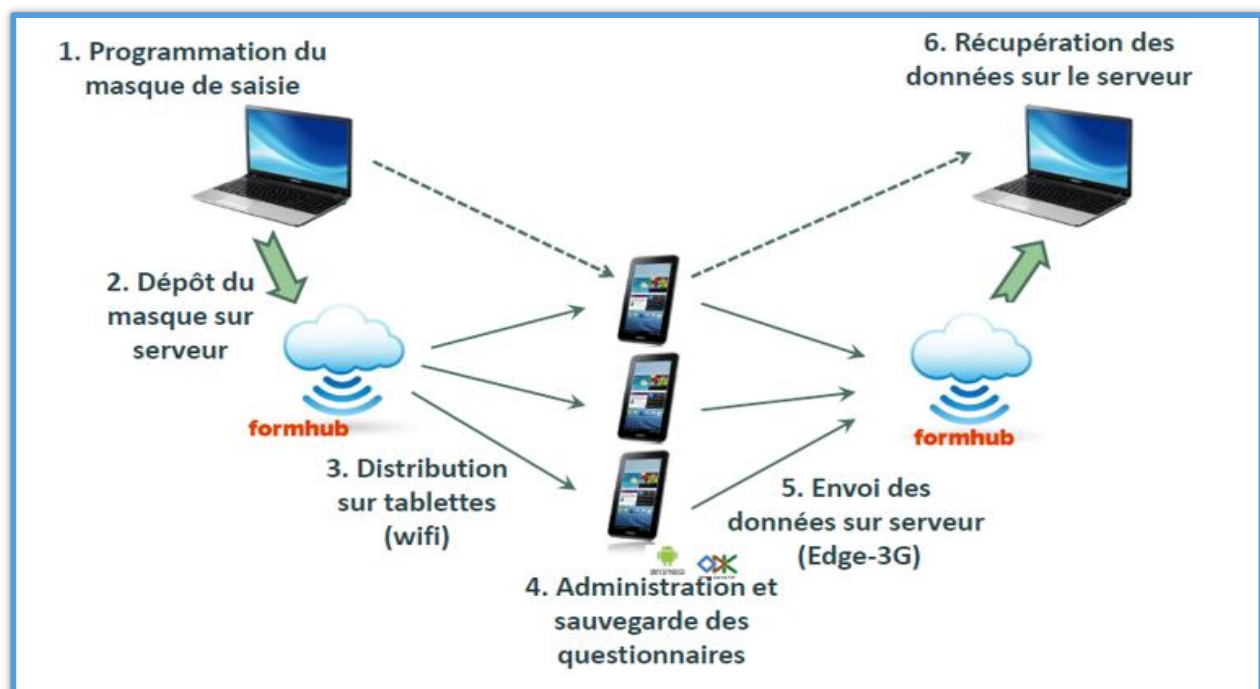 1. Programmation du
masque de saisie
2. Dépôt du
masque sur
serveur
formhub
3. Distribution
sur tablettes
(wifi)
4. Administration et
sauvegarde des
questionnaires
5. Envoi des
données sur serveur
(Edge-3G)
formhub
6. Récupération des
données sur le serveur